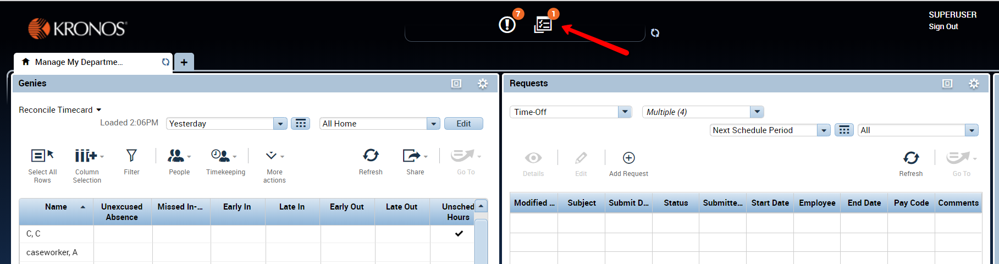 7
1
SUPERUSER
Sign Out
KRONOS
Manage My Departme...
+
Genies
Requests
Reconcile Timecard
Loaded 2:06PM
Yesterday
All Home
Edit
Time-Off
Multiple (4)
Next Schedule Period
All
Select All
Rows
Column
Selection
Filter
People
Timekeeping
More
actions
Refresh
Share
Go To
Details
Edit
Add Request
Refresh
Go To
Name
Unexcused
Absence
Missed In-...
Early In
Late In
Early Out
Late Out
Unsched
Hours
Modified ...
Subject
Submit D...
Status
Submitte...
Start Date
Employee
End Date
Pay Code
Comments
C, C
caseworker, A